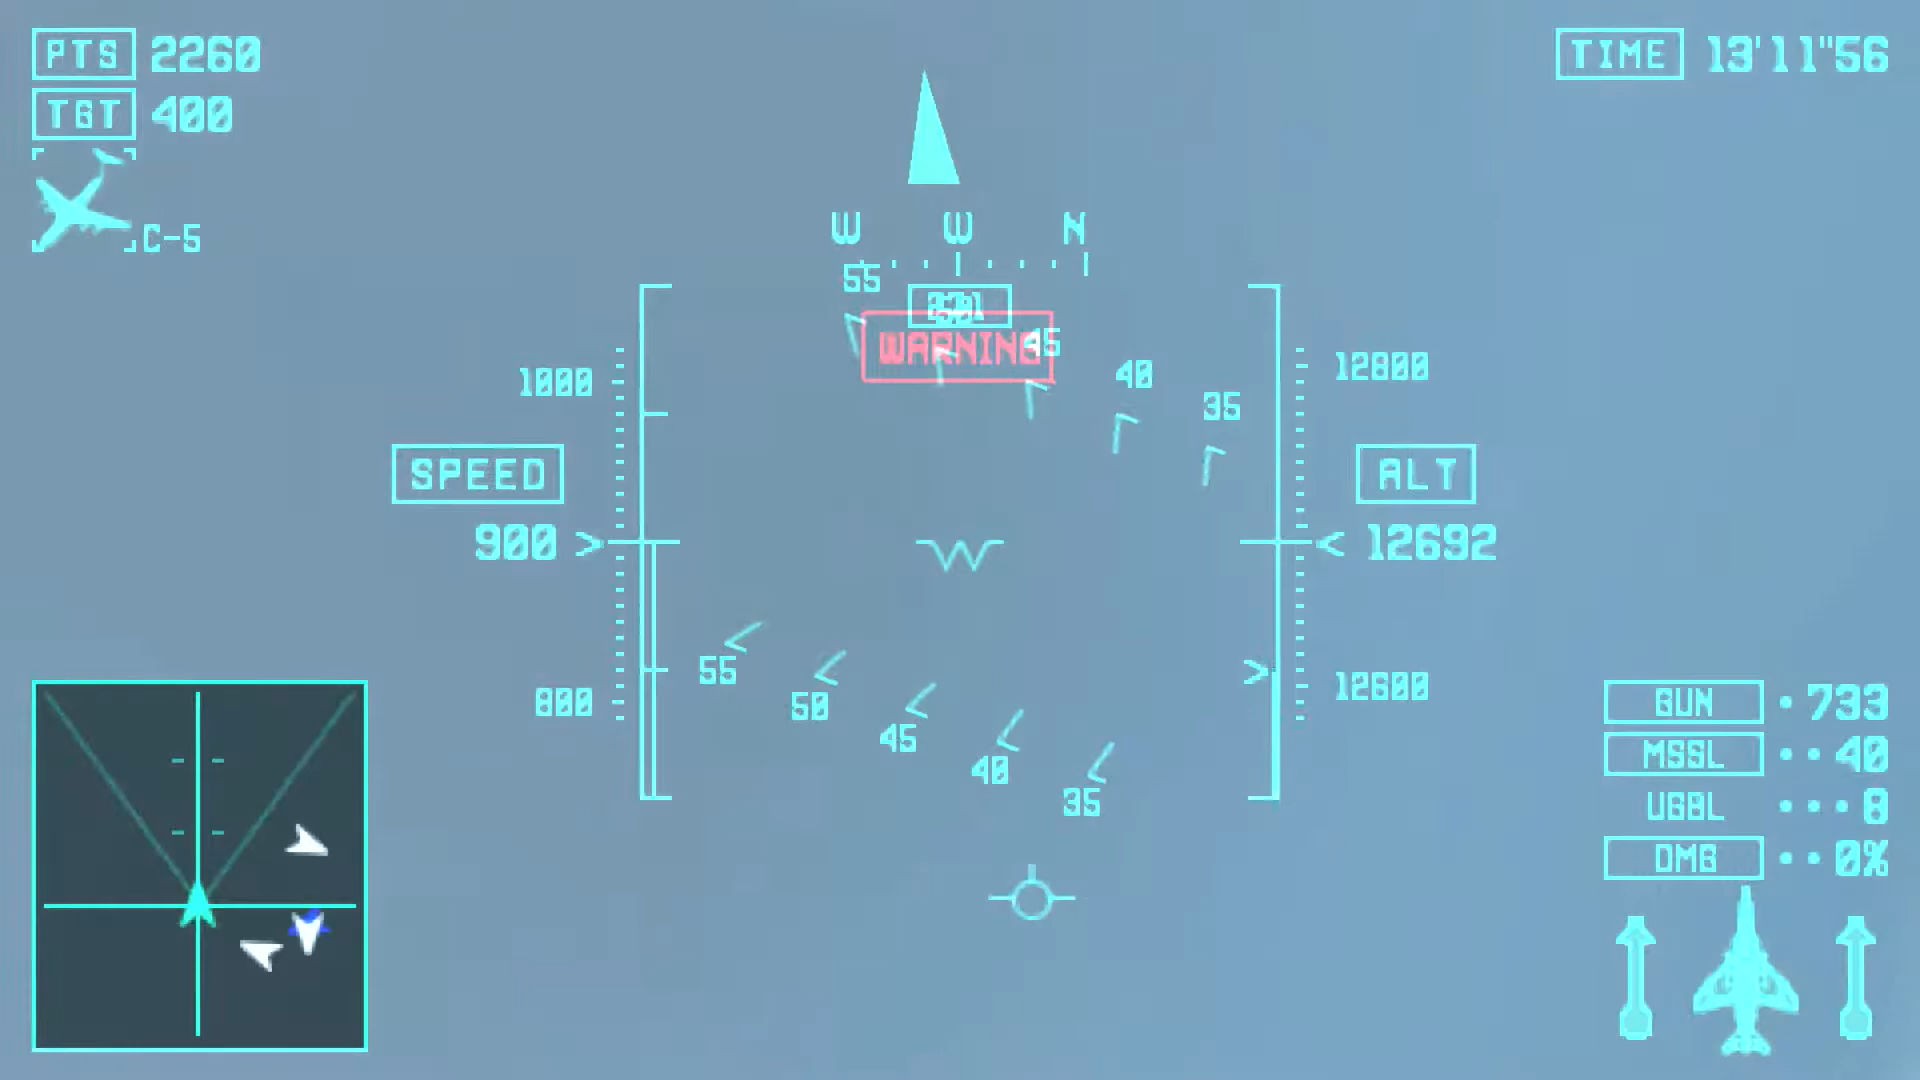 PTS 2260
TGT 400
C-5
TIME 13'11"56
W W N
55
WARNING
45
40
35
1000
SPEED
900 >
800
12800
ALT
< 12692
12600
>
55
50
45
40
35
GUN · 733
MSSL ·· 40
UGBL ··· 8
DMG ·· 0%